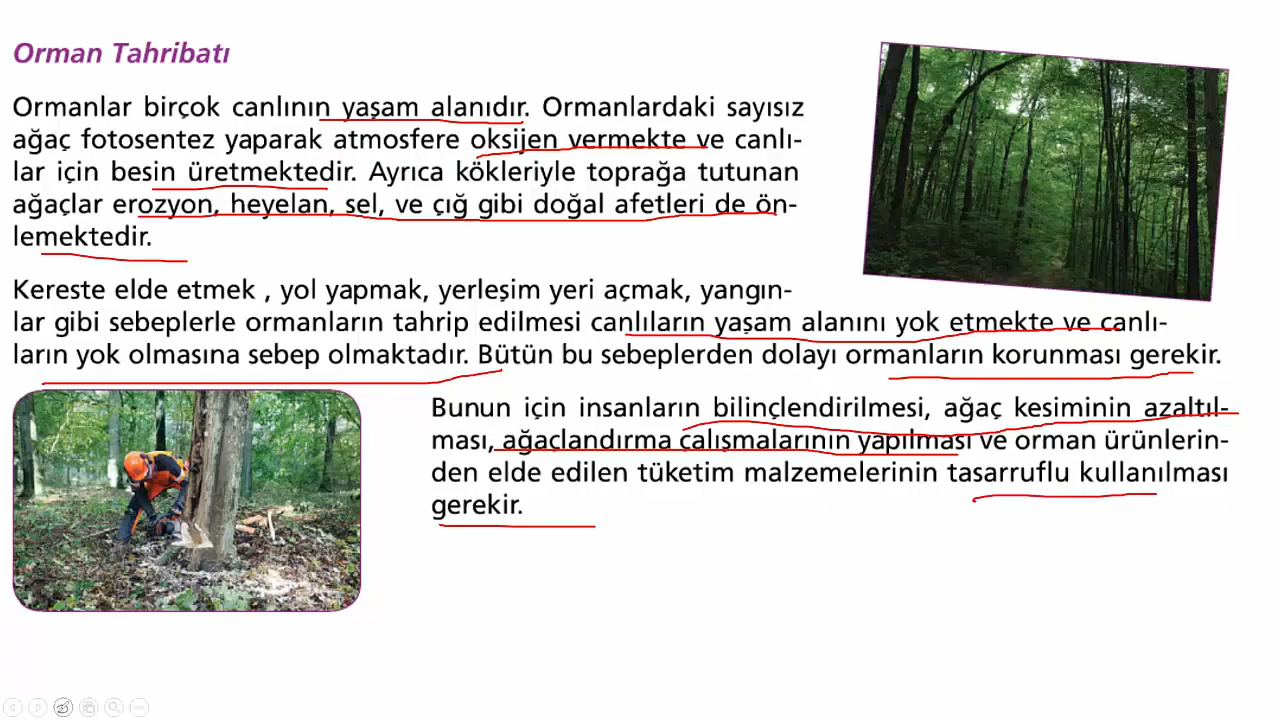 Orman Tahribatı
Ormanlar birçok canlının yaşam alanıdır. Ormanlardaki sayısız
ağaç fotosentez yaparak atmosfere oksijen vermekte ve canlı-
lar için besin üretmektedir. Ayrıca kökleriyle toprağa tutunan
ağaçlar erozyon, heyelan, sel, ve çığ gibi doğal afetleri de ön-
lemektedir.
Kereste elde etmek , yol yapmak, yerleşim yeri açmak, yangın-
lar gibi sebeplerle ormanların tahrip edilmesi canlıların yaşam alanını yok etmekte ve canlı-
ların yok olmasına sebep olmaktadır. Bütün bu sebeplerden dolayı ormanların korunması gerekir.
Bunun için insanların bilinçlendirilmesi, ağaç kesiminin azaltıl-
ması, ağaçlandırma çalışmalarının yapılması ve orman ürünlerin-
den elde edilen tüketim malzemelerinin tasarruflu kullanılması
gerekir.